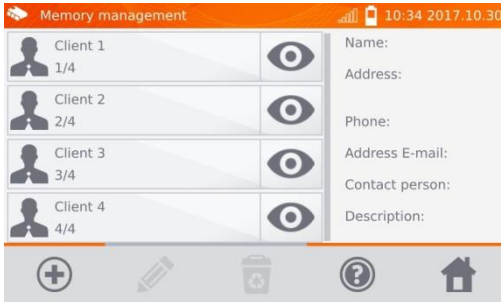 Memory management
10:34 2017.10.30
Client 1
1/4
Client 2
2/4
Client 3
3/4
Client 4
4/4
Name:
Address:
Phone:
Address E-mail:
Contact person:
Description: